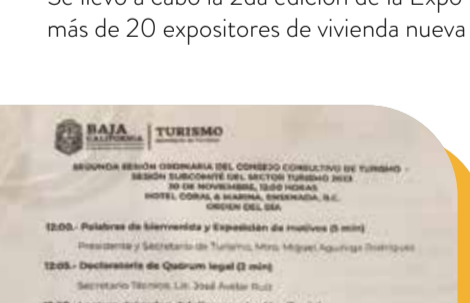 Se llevó a cabo la 2da edición de la Expo
más de 20 expositores de vivienda nueva
BAJA
CALIFORNIA
TURISMO
SEGUNDA SESIÓN ORDINARIA DEL CONSEJO CONSULTIVO DE TURISMO -
SESIÓN SUBCOMITÉ DEL SECTOR TURISMO 2023
30 DE NOVIEMBRE, 12:00 HORAS
HOTEL CORAL & MARINA, ENSENADA, B.C.
ORDEN DEL DÍA
12:00.- Palabras de bienvenida y Exposición de motivos (5 min)
Presidente y Secretario de Turismo, Mtro. Miguel Aguíñiga Rodríguez
12:05.- Declaratoria de Quórum legal (2 min)
Secretario Técnico, Lic. José Avelar Ruiz